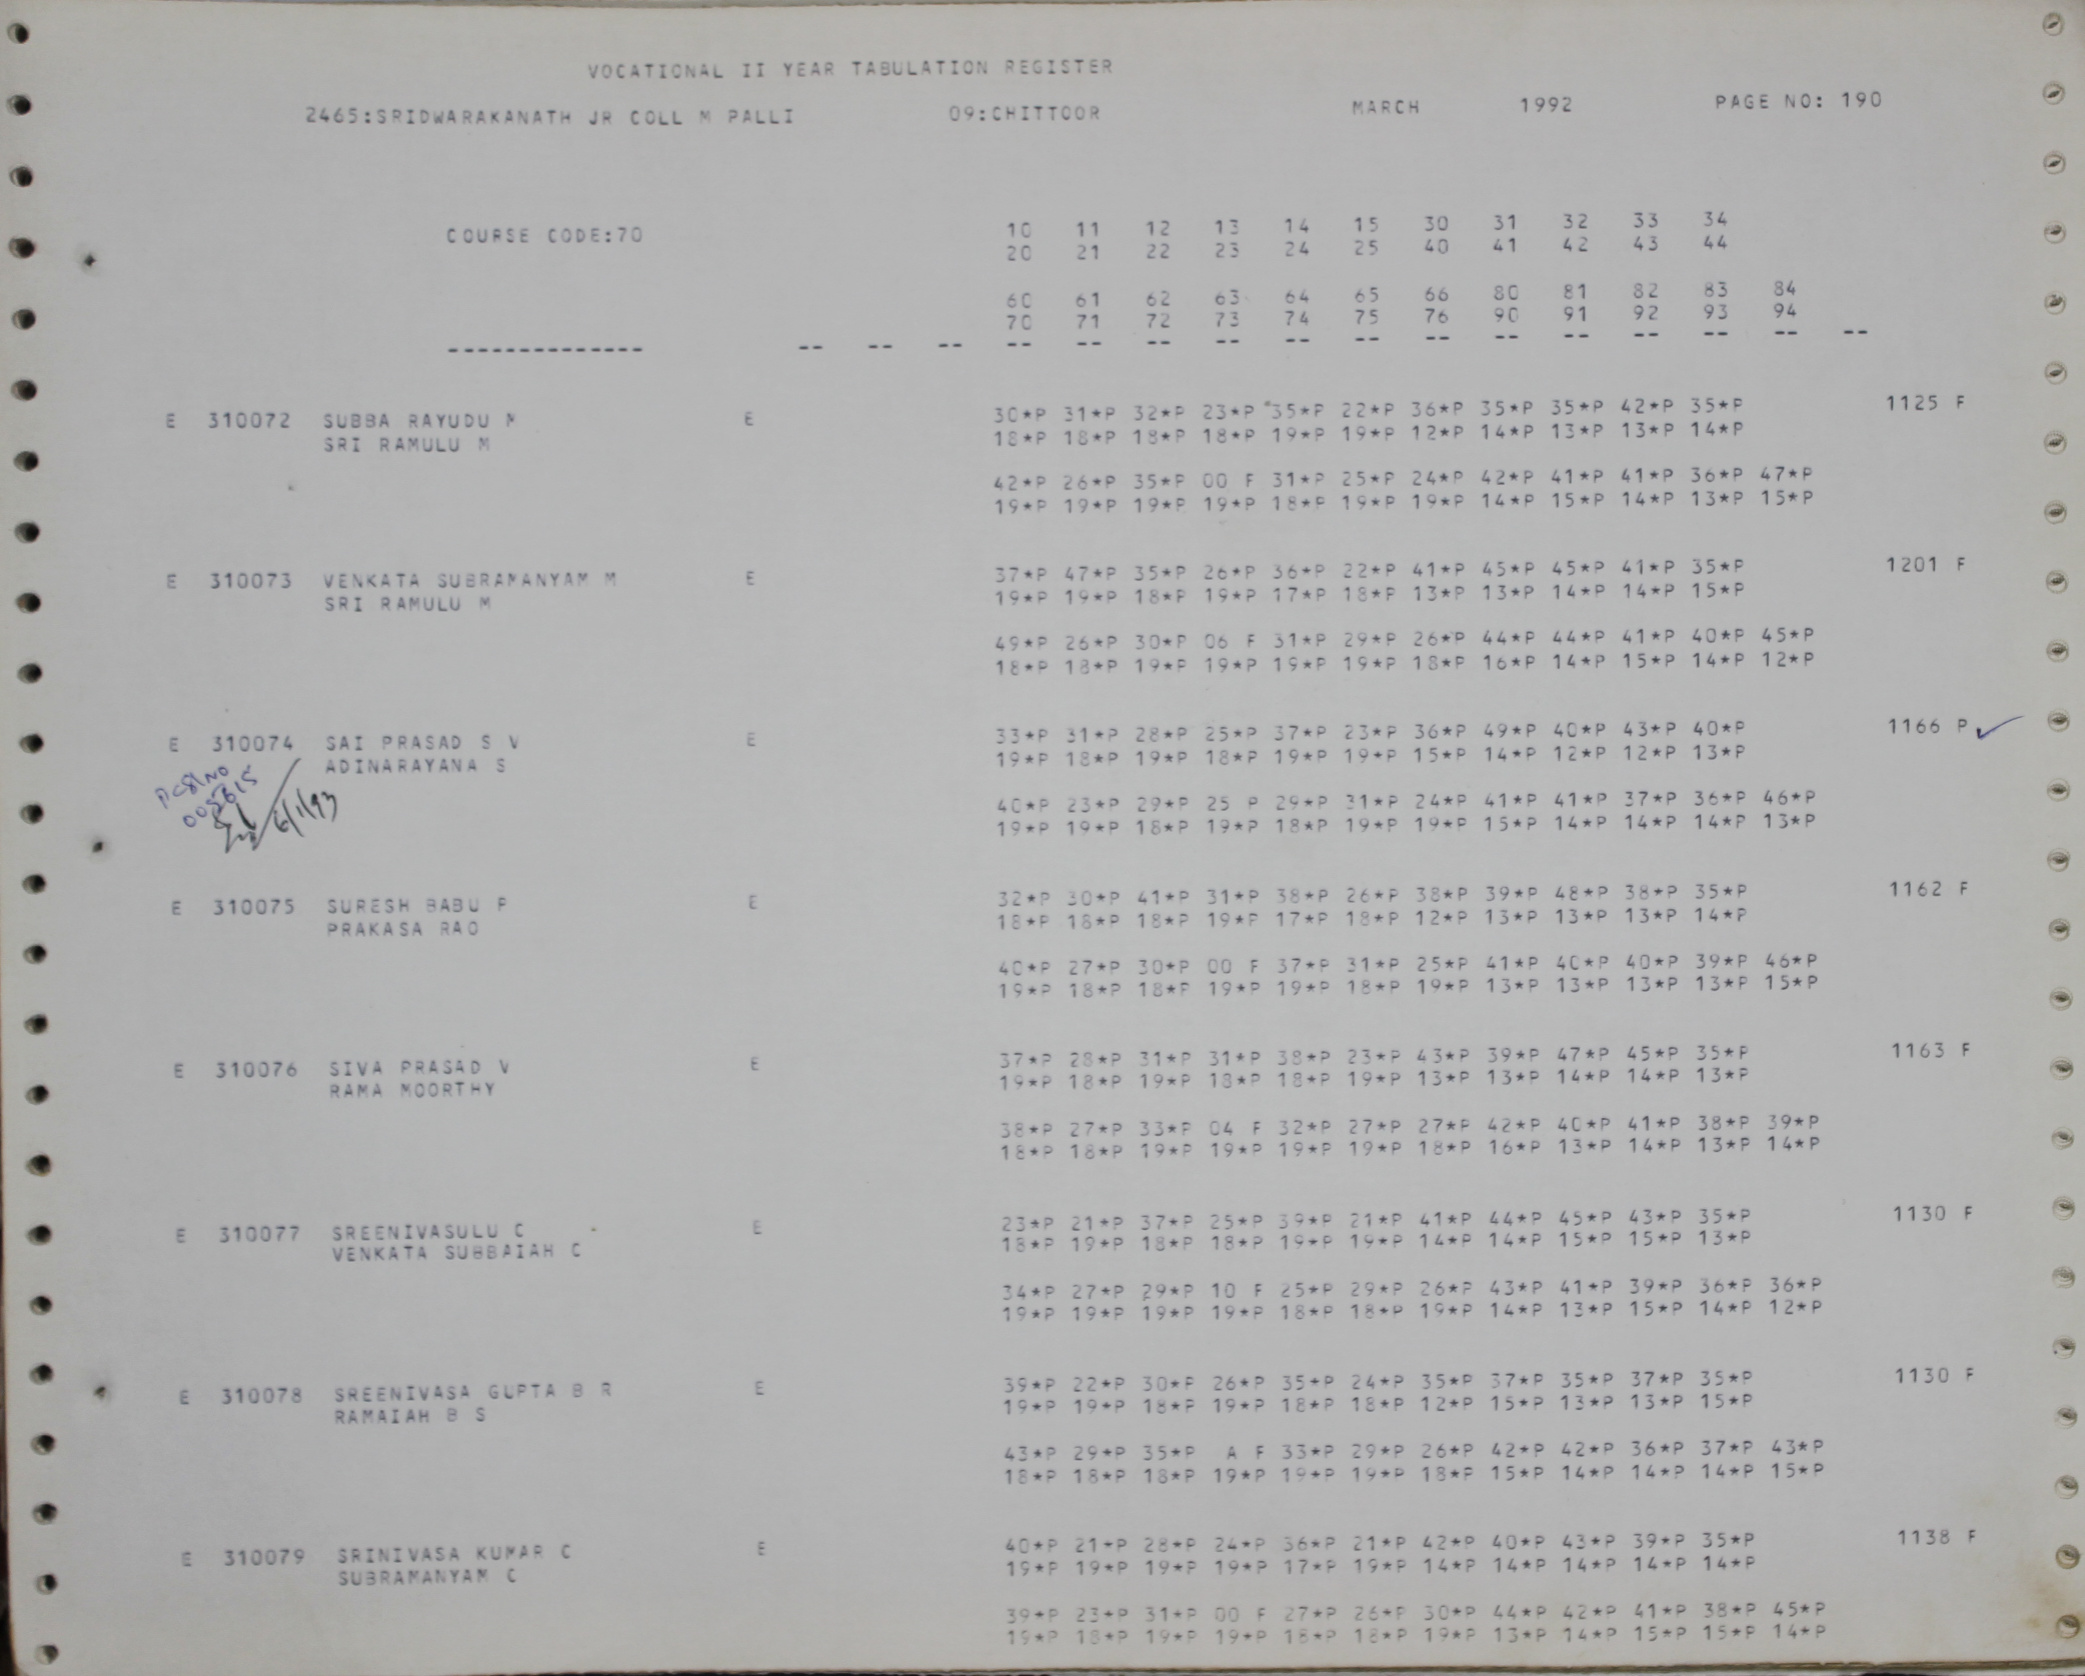 VOCATIONAL II YEAR TABULATION REGISTER
2465:SRIDWARAKANATH JR COLL M PALLI 09:CHITTOOR MARCH 1992 PAGE NO: 190
COURSE CODE:70 10 11 12 13 14 15 30 31 32 33 34
20 21 22 23 24 25 40 41 42 43 44
60 61 62 63 64 65 66 80 81 82 83 84
70 71 72 73 74 75 76 90 91 92 93 94
-------------- -- -- -- -- -- -- -- -- -- -- -- -- -- -- -- --
E 310072 SUBBA RAYUDU M E 30*P 31*P 32*P 23*P 35*P 22*P 36*P 35*P 35*P 42*P 35*P 1125 F
SRI RAMULU M 18*P 18*P 18*P 18*P 19*P 19*P 12*P 14*P 13*P 13*P 14*P
42*P 26*P 35*P 00 F 31*P 25*P 24*P 42*P 41*P 41*P 36*P 47*P
19*P 19*P 19*P 19*P 18*P 19*P 19*P 14*P 15*P 14*P 13*P 15*P
E 310073 VENKATA SUBRAMANYAM M E 37*P 47*P 35*P 26*P 36*P 22*P 41*P 45*P 45*P 41*P 35*P 1201 F
SRI RAMULU M 19*P 19*P 18*P 19*P 17*P 18*P 13*P 13*P 14*P 14*P 15*P
49*P 26*P 30*P 06 F 31*P 29*P 26*P 44*P 44*P 41*P 40*P 45*P
18*P 18*P 19*P 19*P 19*P 19*P 18*P 16*P 14*P 15*P 14*P 12*P
E 310074 SAI PRASAD S V E 33*P 31*P 28*P 25*P 37*P 23*P 36*P 49*P 40*P 43*P 40*P 1166 P
ADINARAYANA S 19*P 18*P 19*P 18*P 19*P 19*P 15*P 14*P 12*P 12*P 13*P
6/1/93
40*P 23*P 29*P 25 P 29*P 31*P 24*P 41*P 41*P 37*P 36*P 46*P
19*P 19*P 18*P 19*P 18*P 19*P 19*P 15*P 14*P 14*P 14*P 13*P
E 310075 SURESH BABU P E 32*P 30*P 41*P 31*P 38*P 26*P 38*P 39*P 48*P 38*P 35*P 1162 F
PRAKASA RAO 18*P 18*P 18*P 19*P 17*P 18*P 12*P 13*P 13*P 13*P 14*P
40*P 27*P 30*P 00 F 37*P 31*P 25*P 41*P 40*P 40*P 39*P 46*P
19*P 18*P 18*P 19*P 19*P 18*P 19*P 13*P 13*P 13*P 13*P 15*P
E 310076 SIVA PRASAD V E 37*P 28*P 31*P 31*P 38*P 23*P 43*P 39*P 47*P 45*P 35*P 1163 F
RAMA MOORTHY 19*P 18*P 19*P 18*P 18*P 19*P 13*P 13*P 14*P 14*P 13*P
38*P 27*P 33*P 04 F 32*P 27*P 27*P 42*P 40*P 41*P 38*P 39*P
18*P 18*P 19*P 19*P 19*P 19*P 18*P 16*P 13*P 14*P 13*P 14*P
E 310077 SREENIVASULU C E 23*P 21*P 37*P 25*P 39*P 21*P 41*P 44*P 45*P 43*P 35*P 1130 F
VENKATA SUBBAIAH C 18*P 19*P 18*P 18*P 19*P 19*P 14*P 14*P 15*P 15*P 13*P
34*P 27*P 29*P 10 F 25*P 29*P 26*P 43*P 41*P 39*P 36*P 36*P
19*P 19*P 19*P 19*P 18*P 18*P 19*P 14*P 13*P 15*P 14*P 12*P
E 310078 SREENIVASA GUPTA B R E 39*P 22*P 30*P 26*P 35*P 24*P 35*P 37*P 35*P 37*P 35*P 1130 F
RAMAIAH B S 19*P 19*P 18*P 19*P 18*P 18*P 12*P 15*P 13*P 13*P 15*P
43*P 29*P 35*P A F 33*P 29*P 26*P 42*P 42*P 36*P 37*P 43*P
18*P 18*P 18*P 19*P 19*P 19*P 18*P 15*P 14*P 14*P 14*P 15*P
E 310079 SRINIVASA KUMAR C E 40*P 21*P 28*P 24*P 36*P 21*P 42*P 40*P 43*P 39*P 35*P 1138 F
SUBRAMANYAM C 19*P 19*P 19*P 19*P 17*P 19*P 14*P 14*P 14*P 14*P 14*P
39*P 23*P 31*P 00 F 27*P 26*P 30*P 44*P 42*P 41*P 38*P 45*P
19*P 18*P 19*P 19*P 18*P 18*P 19*P 13*P 14*P 15*P 15*P 14*P